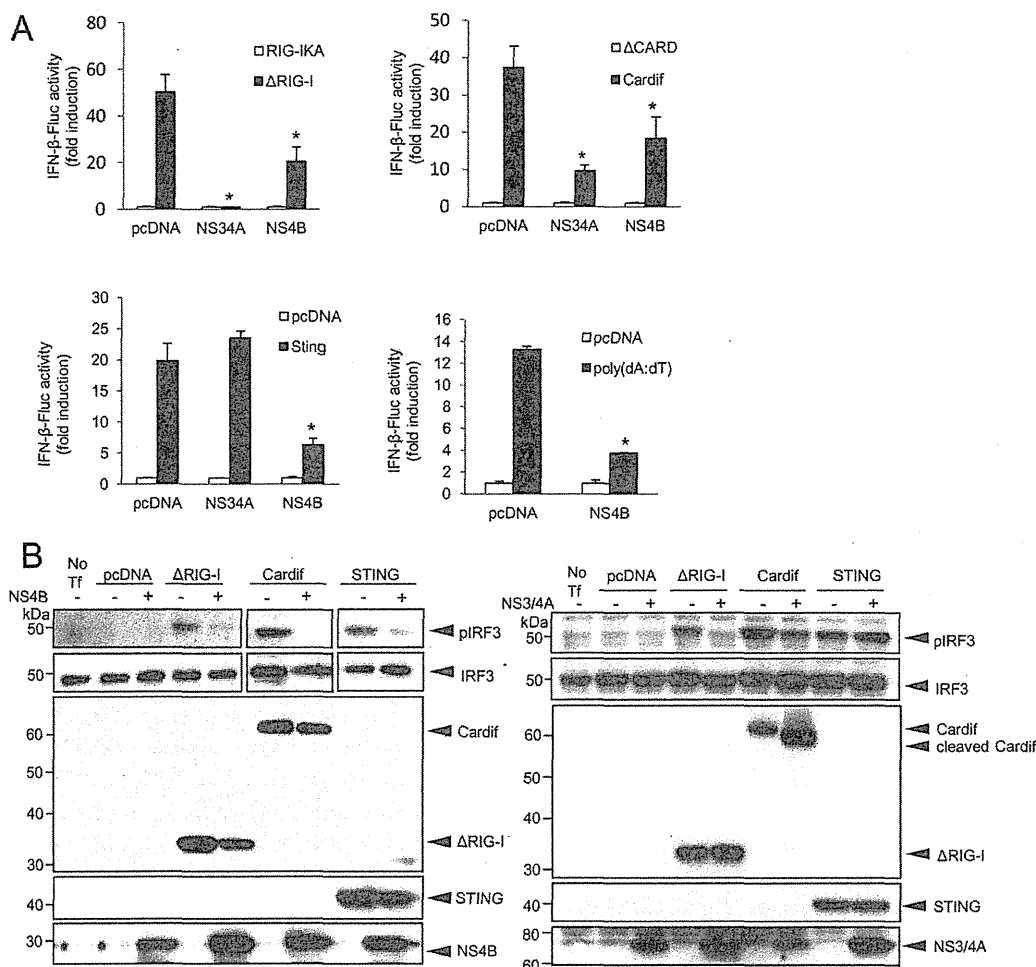 A
IFN-β-Fluc activity
(fold induction)
60
40
20
0
RIG-IKA
ΔRIG-I
*
*
pcDNA NS34A NS4B
IFN-β-Fluc activity
(fold induction)
50
40
30
20
10
0
ΔCARD
Cardif
*
*
pcDNA NS34A NS4B
IFN-β-Fluc activity
(fold induction)
30
25
20
15
10
5
0
pcDNA
Sting
*
pcDNA NS34A NS4B
IFN-β-Fluc activity
(fold induction)
16
14
12
10
8
6
4
2
0
pcDNA
poly(dA:dT)
*
pcDNA NS4B
B
No
Tf pcDNA ΔRIG-I Cardif STING
NS4B - - + - + - + - +
kDa
50 pIRF3
50 IRF3
60 Cardif
50
40
ΔRIG-I
30
40 STING
30 NS4B
No
Tf pcDNA ΔRIG-I Cardif STING
NS3/4A - - + - + - + - +
kDa
50 pIRF3
50 IRF3
Cardif
60 cleaved Cardif
50
40
30 ΔRIG-I
40 STING
80 NS3/4A
60